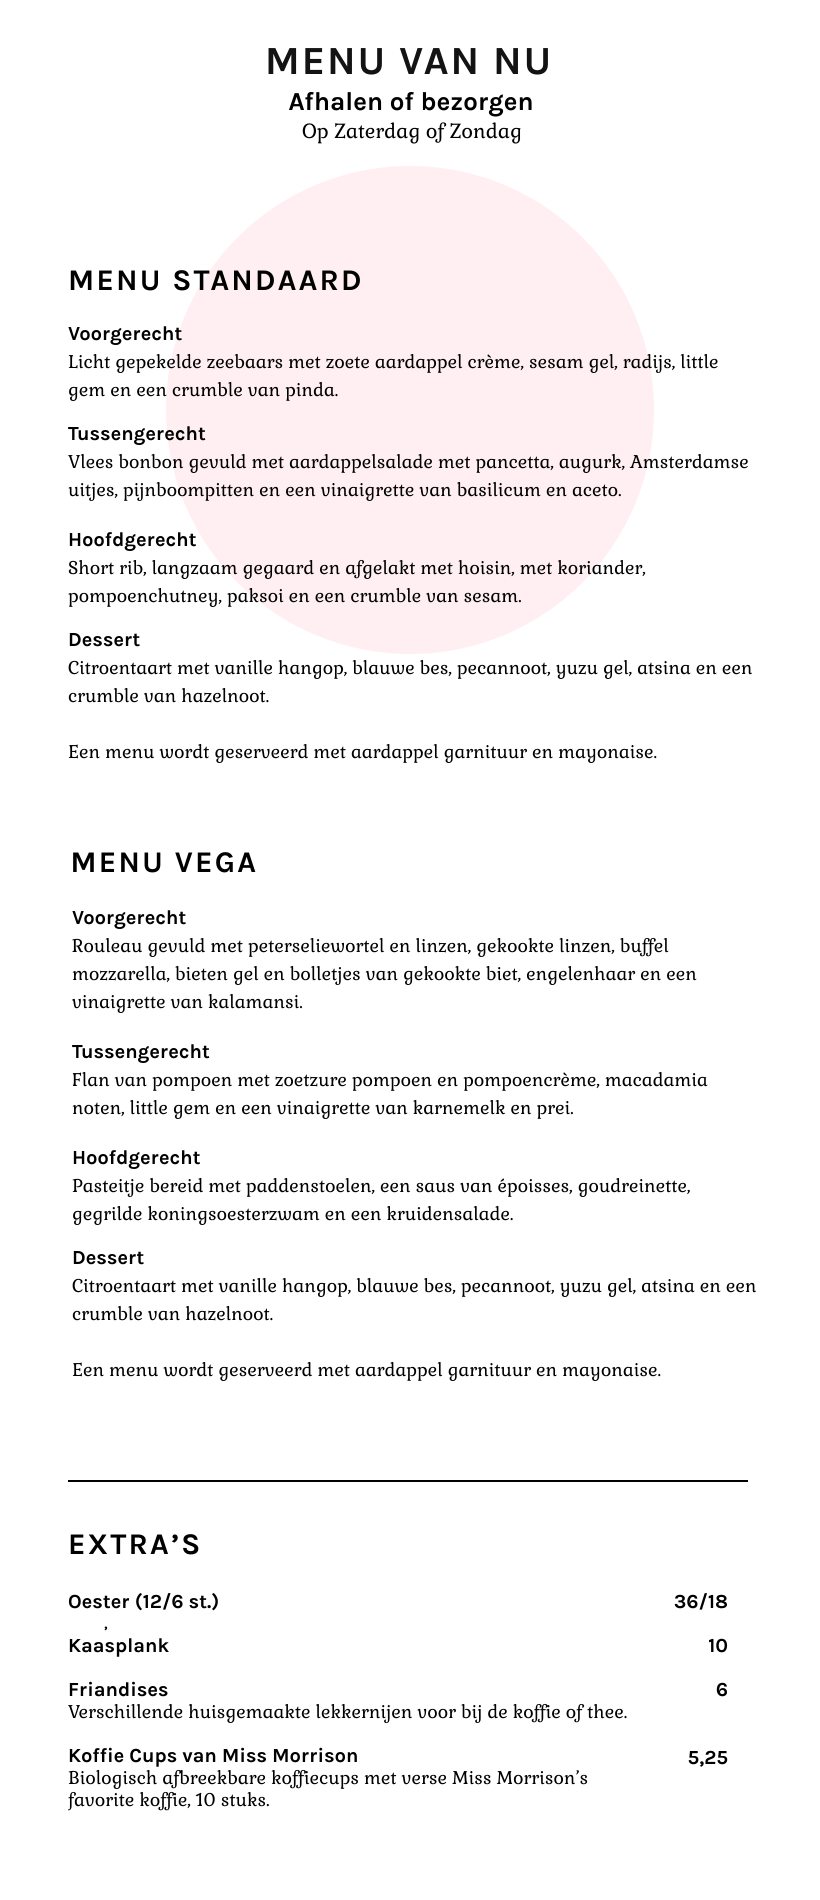 MENU VAN NU
Afhalen of bezorgen
Op Zaterdag of Zondag
MENU STANDAARD
Voorgerecht
Licht gepekelde zeebaars met zoete aardappel crème, sesam gel, radijs, little
gem en een crumble van pinda.
Tussengerecht
Vlees bonbon gevuld met aardappelsalade met pancetta, augurk, Amsterdamse
uitjes, pijnboompitten en een vinaigrette van basilicum en aceto.
Hoofdgerecht
Short rib, langzaam gegaard en afgelakt met hoisin, met koriander,
pompoenchutney, paksoi en een crumble van sesam.
Dessert
Citroentaart met vanille hangop, blauwe bes, pecannoot, yuzu gel, atsina en een
crumble van hazelnoot.
Een menu wordt geserveerd met aardappel garnituur en mayonaise.
MENU VEGA
Voorgerecht
Rouleau gevuld met peterseliewortel en linzen, gekookte linzen, buffel
mozzarella, bieten gel en bolletjes van gekookte biet, engelenhaar en een
vinaigrette van kalamansi.
Tussengerecht
Flan van pompoen met zoetzure pompoen en pompoencrème, macadamia
noten, little gem en een vinaigrette van karnemelk en prei.
Hoofdgerecht
Pasteitje bereid met paddenstoelen, een saus van époisses, goudreinette,
gegrilde koningsoesterzwam en een kruidensalade.
Dessert
Citroentaart met vanille hangop, blauwe bes, pecannoot, yuzu gel, atsina en een
crumble van hazelnoot.
Een menu wordt geserveerd met aardappel garnituur en mayonaise.
EXTRA’S
Oester (12/6 st.) 36/18
,
Kaasplank 10
Friandises 6
Verschillende huisgemaakte lekkernijen voor bij de koffie of thee.
Koffie Cups van Miss Morrison 5,25
Biologisch afbreekbare koffiecups met verse Miss Morrison’s
favorite koffie, 10 stuks.